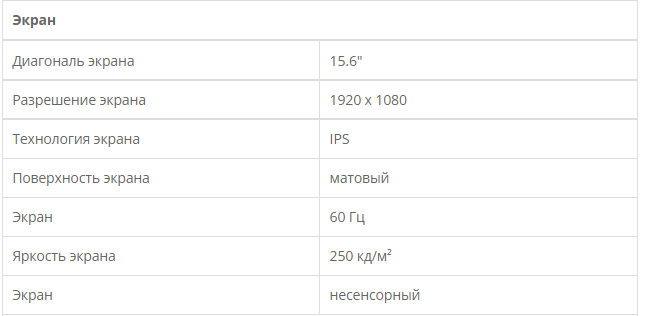 Экран
Диагональ экрана 15.6"
Разрешение экрана 1920 x 1080
Технология экрана IPS
Поверхность экрана матовый
Экран 60 Гц
Яркость экрана 250 кд/м²
Экран несенсорный